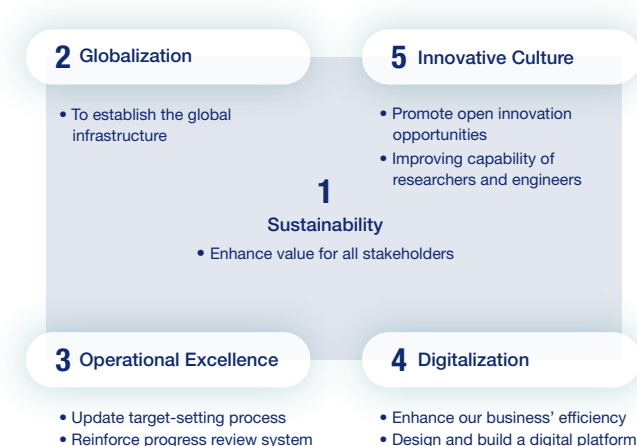 2 Globalization
• To establish the global
infrastructure
5 Innovative Culture
• Promote open innovation
opportunities
• Improving capability of
researchers and engineers
1
Sustainability
• Enhance value for all stakeholders
3 Operational Excellence
• Update target-setting process
• Reinforce progress review system
4 Digitalization
• Enhance our business’ efficiency
• Design and build a digital platform